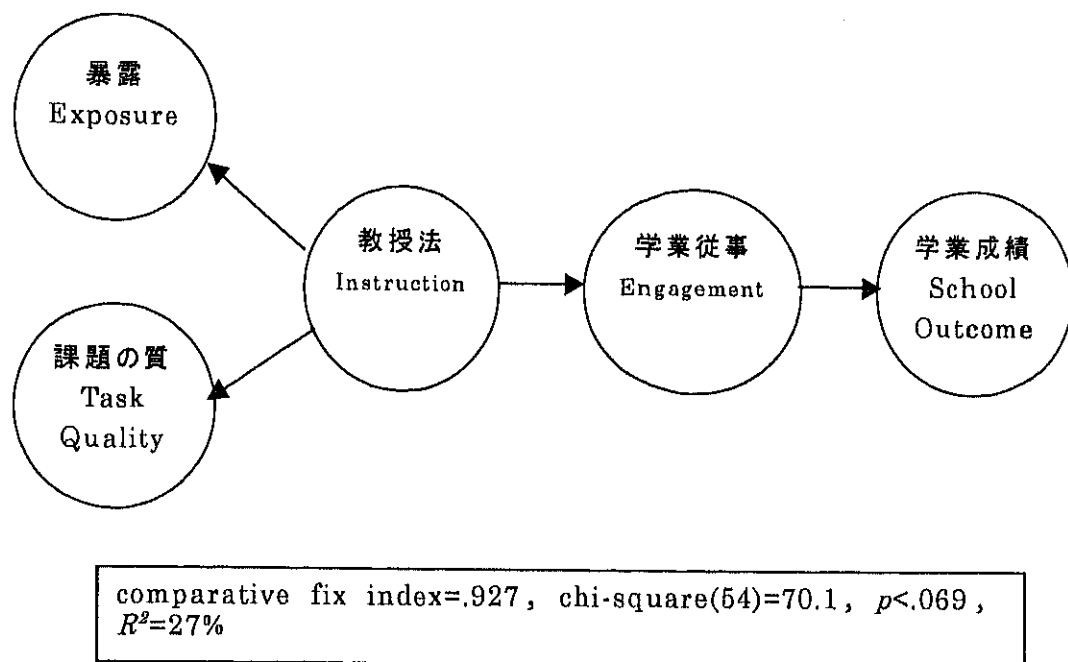 暴露
Exposure
教授法
Instruction
学業従事
Engagement
学業成績
School
Outcome
課題の質
Task
Quality
comparative fix index=.927, chi-square(54)=70.1, p<.069,
R²=27%